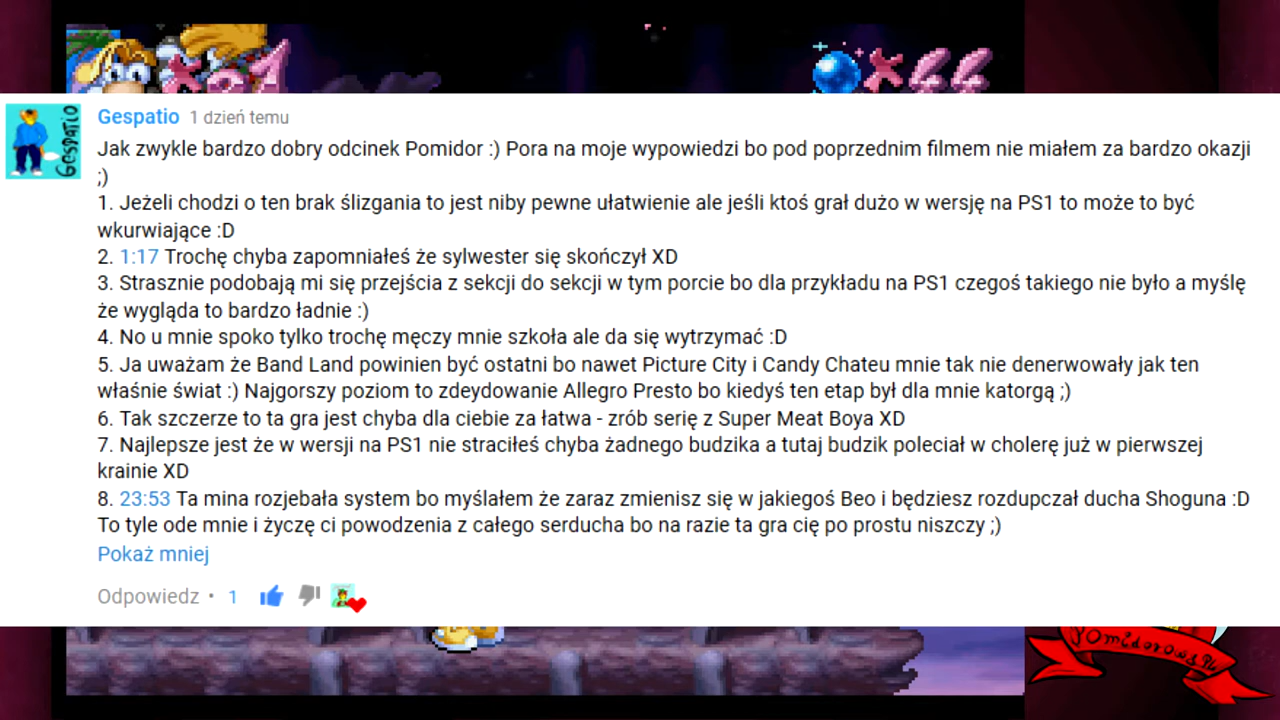 Gespatio 1 dzień temu
Jak zwykle bardzo dobry odcinek Pomidor :) Pora na moje wypowiedzi bo pod poprzednim filmem nie miałem za bardzo okazji
;)
1. Jeżeli chodzi o ten brak ślizgania to jest niby pewne ułatwienie ale jeśli ktoś grał dużo w wersję na PS1 to może to być
wkurwiające :D
2. 1:17 Trochę chyba zapomniałeś że sylwester się skończył XD
3. Strasznie podobają mi się przejścia z sekcji do sekcji w tym porcie bo dla przykładu na PS1 czegoś takiego nie było a myślę
że wygląda to bardzo ładnie :)
4. No u mnie spoko tylko trochę męczy mnie szkoła ale da się wytrzymać :D
5. Ja uważam że Band Land powinien być ostatni bo nawet Picture City i Candy Chateu mnie tak nie denerwowały jak ten
właśnie świat :) Najgorszy poziom to zdeydowanie Allegro Presto bo kiedyś ten etap był dla mnie katorgą ;)
6. Tak szczerze to ta gra jest chyba dla ciebie za łatwa - zrób serię z Super Meat Boya XD
7. Najlepsze jest że w wersji na PS1 nie straciłeś chyba żadnego budzika a tutaj budzik poleciał w cholerę już w pierwszej
krainie XD
8. 23:53 Ta mina rozjebała system bo myślałem że zaraz zmienisz się w jakiegoś Beo i będziesz rozdupczał ducha Shoguna :D
To tyle ode mnie i życzę ci powodzenia z całego serducha bo na razie ta gra cię po prostu niszczy ;)
Pokaż mniej
Odpowiedz • 1
Gespatio